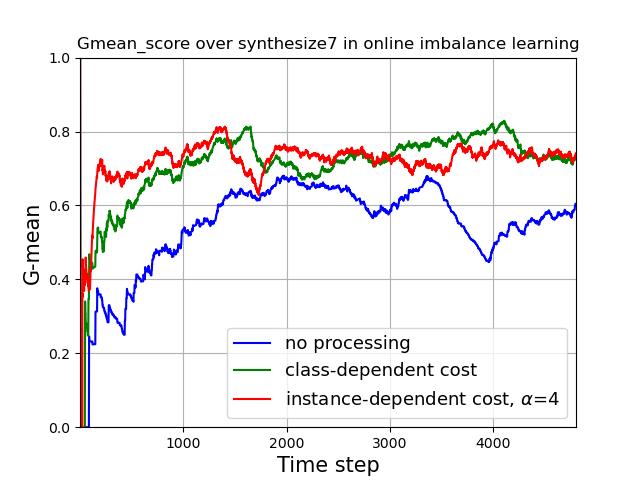 Gmean_score over synthesize7 in online imbalance learning
1.0
0.8
0.6
0.4
0.2
0.0
G-mean
no processing
class-dependent cost
instance-dependent cost, α=4
1000 2000 3000 4000
Time step